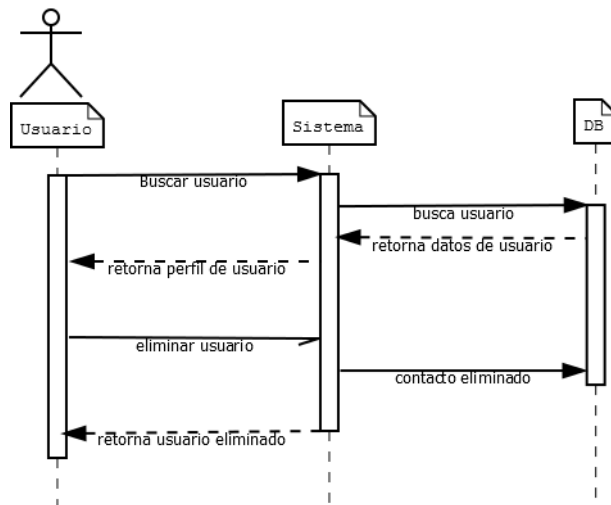 Usuario
Sistema
DB
Buscar usuario
busca usuario
retorna datos de usuario
retorna perfil de usuario
eliminar usuario
contacto eliminado
retorna usuario eliminado